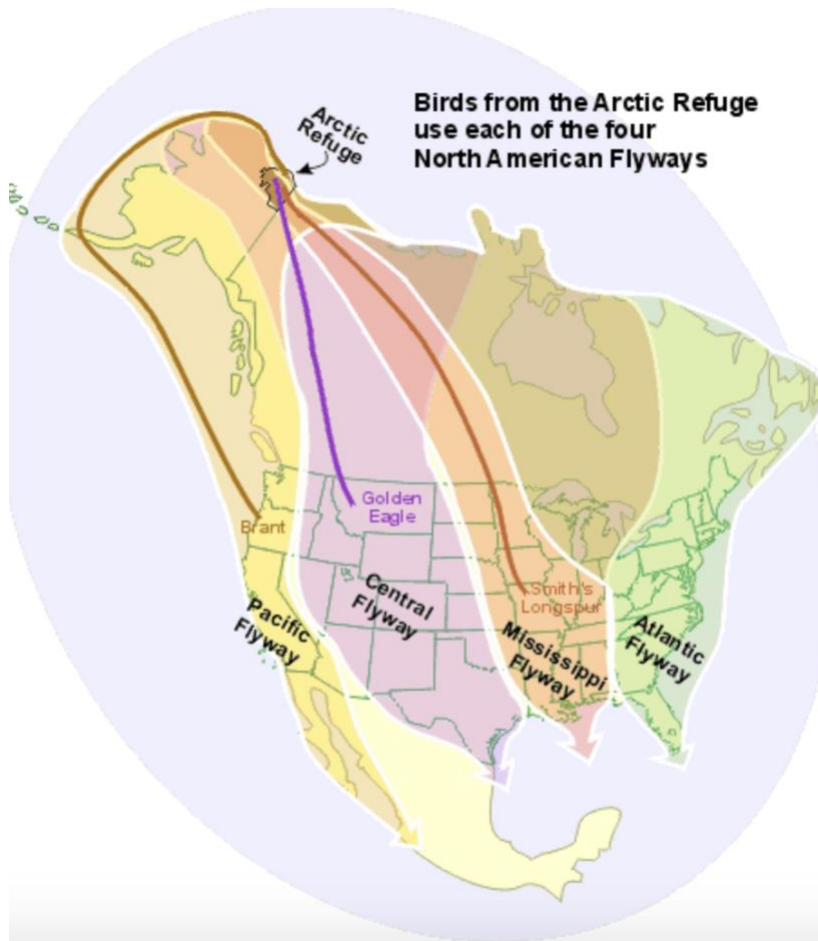 Birds from the Arctic Refuge
use each of the four
North American Flyways
Arctic
Refuge
Golden
Eagle
Brant
Smith's
Longspur
Central
Flyway
Pacific
Flyway
Mississippi
Flyway
Atlantic
Flyway